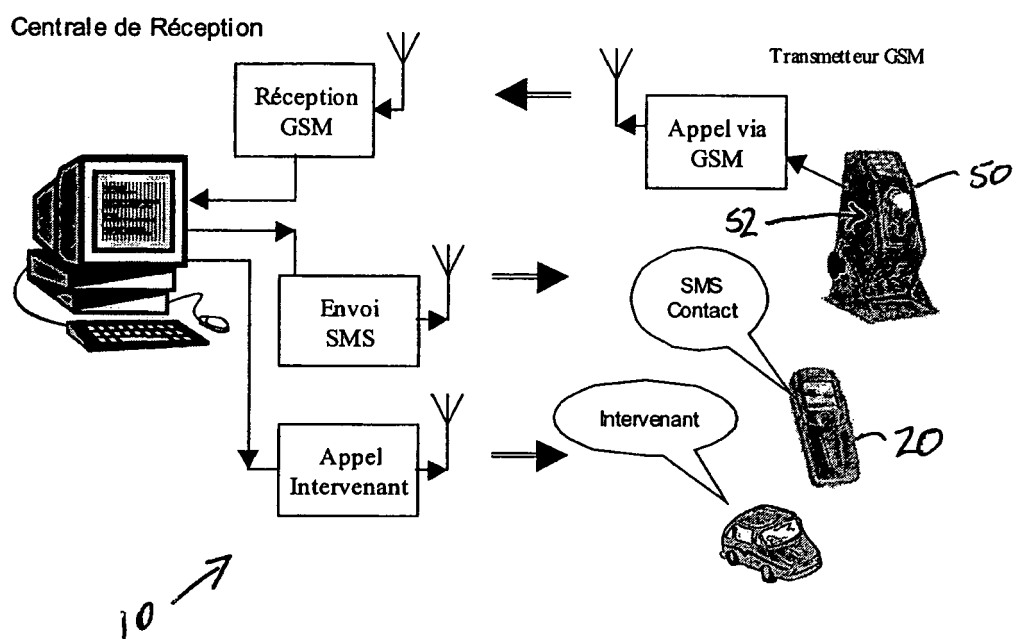 Centrale de Réception
Transmetteur GSM
Réception
GSM
Appel via
GSM
50
52
SMS
Contact
Envoi
SMS
Intervenant
20
Appel
Intervenant
10